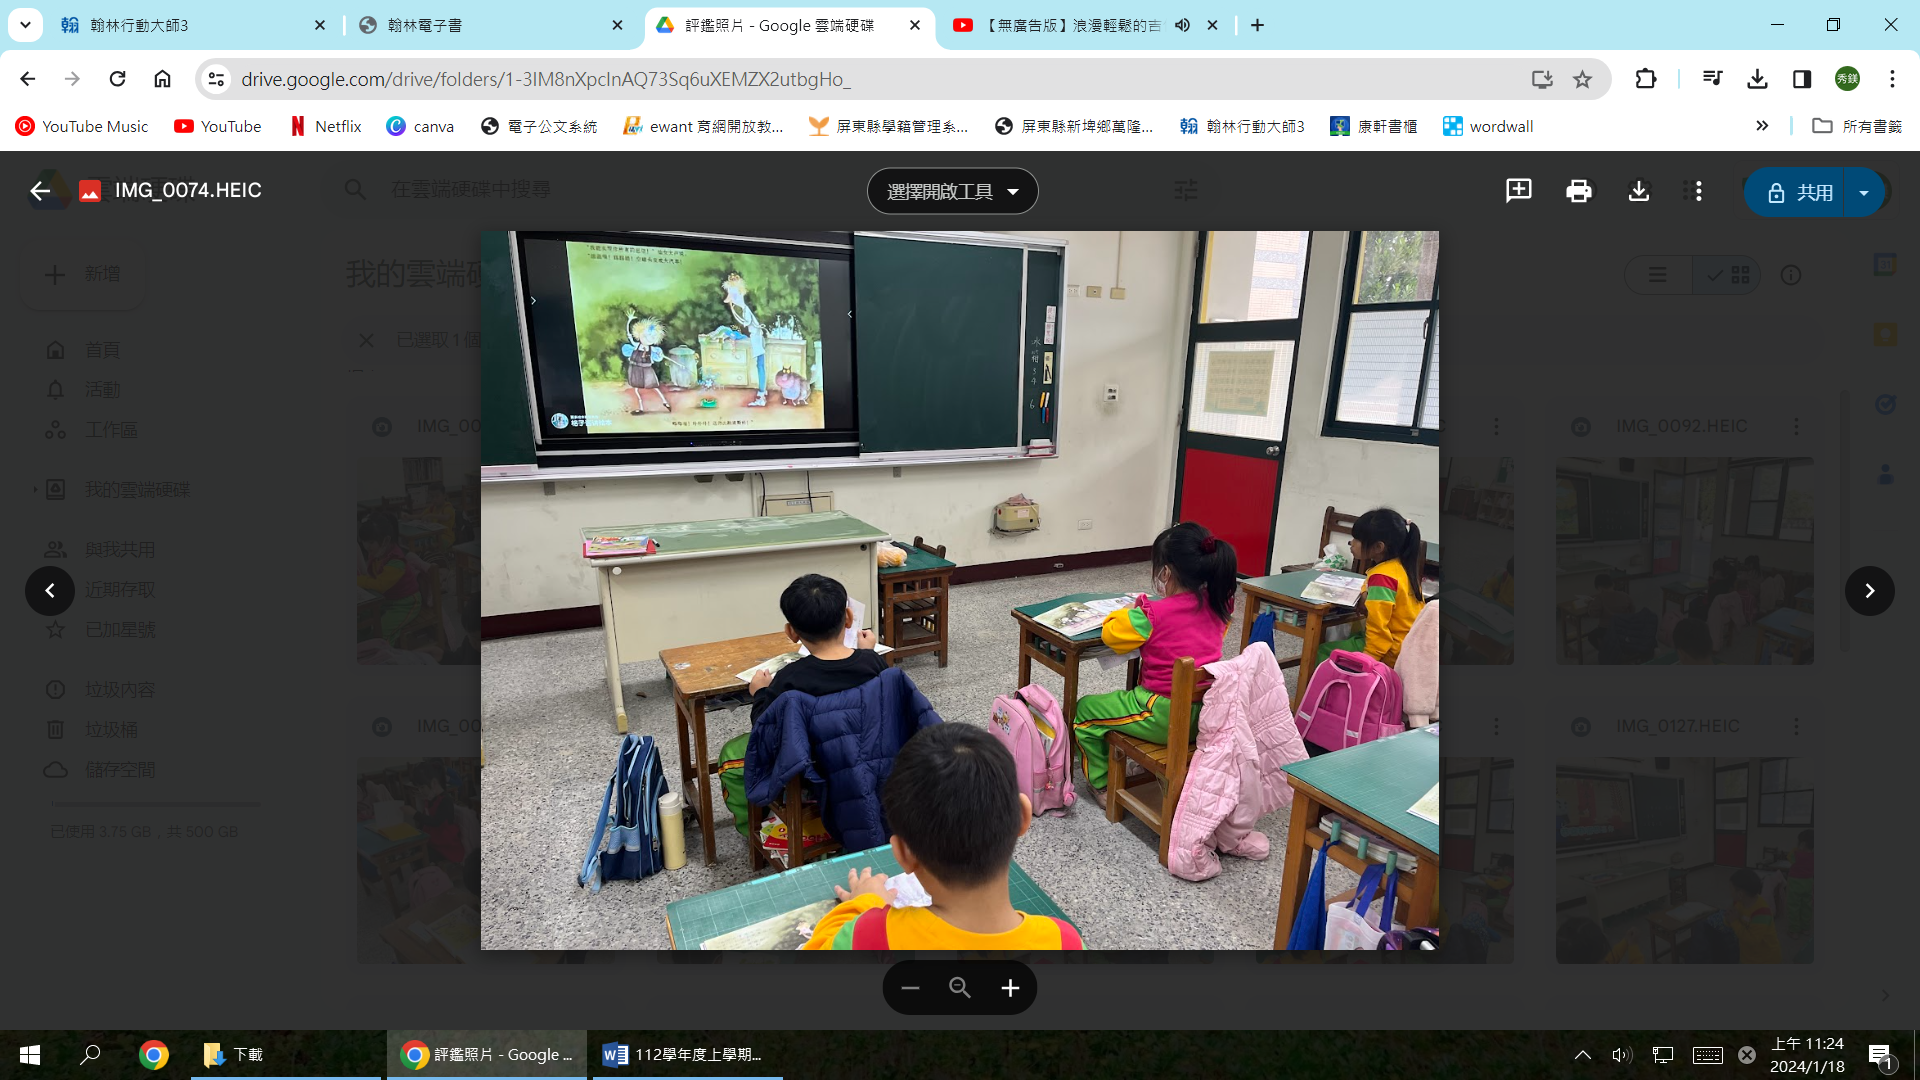 翰林行動大師3
翰林電子書
評鑑照片 - Google 雲端硬碟
【無廣告版】浪漫輕鬆的吉
drive.google.com/drive/folders/1-3IM8nXpcInAQ73Sq6uXEMZX2utbgHo_
秀鎂
YouTube Music
YouTube
Netflix
canva
電子公文系統
ewant 育網開放教...
屏東縣學籍管理系...
屏東縣新埤鄉萬隆...
翰林行動大師3
康軒書櫃
wordwall
所有書籤
IMG_0074.HEIC
在雲端硬碟中搜尋
選擇開啟工具
共用
新增
我的雲端硬
已選取 1 個
首頁
活動
工作區
我的雲端硬碟
與我共用
近期存取
已加星號
垃圾內容
垃圾桶
儲存空間
已使用 3.75 GB，共 500 GB
IMG_00
IMG_0092.HEIC
IMG_00
IMG_0127.HEIC
下載
評鑑照片 - Google ...
112學年度上學期...
上午 11:24
2024/1/18
1